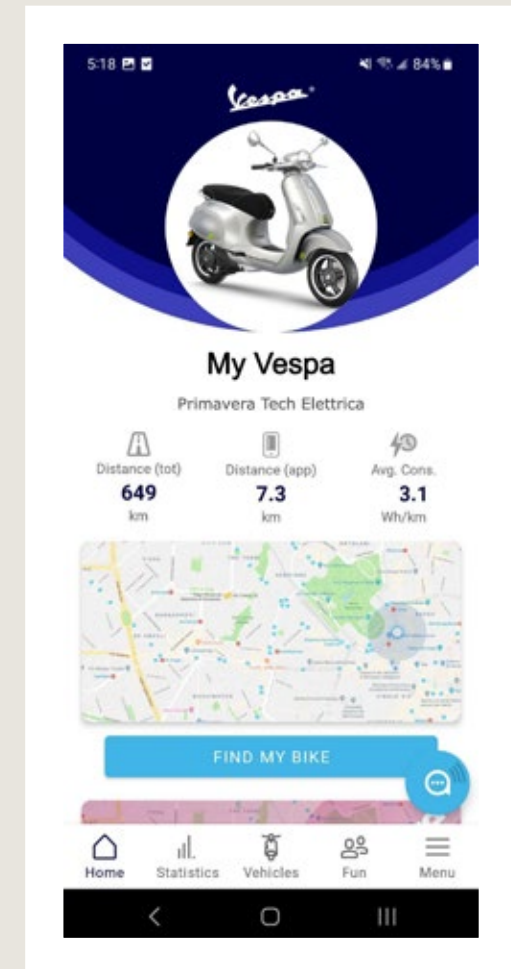 5:18 84%
Vespa
My Vespa
Primavera Tech Elettrica
Distance (tot) Distance (app) Avg. Cons.
649 7.3 3.1
km km Wh/km
FIND MY BIKE
Home Statistics Vehicles Fun Menu